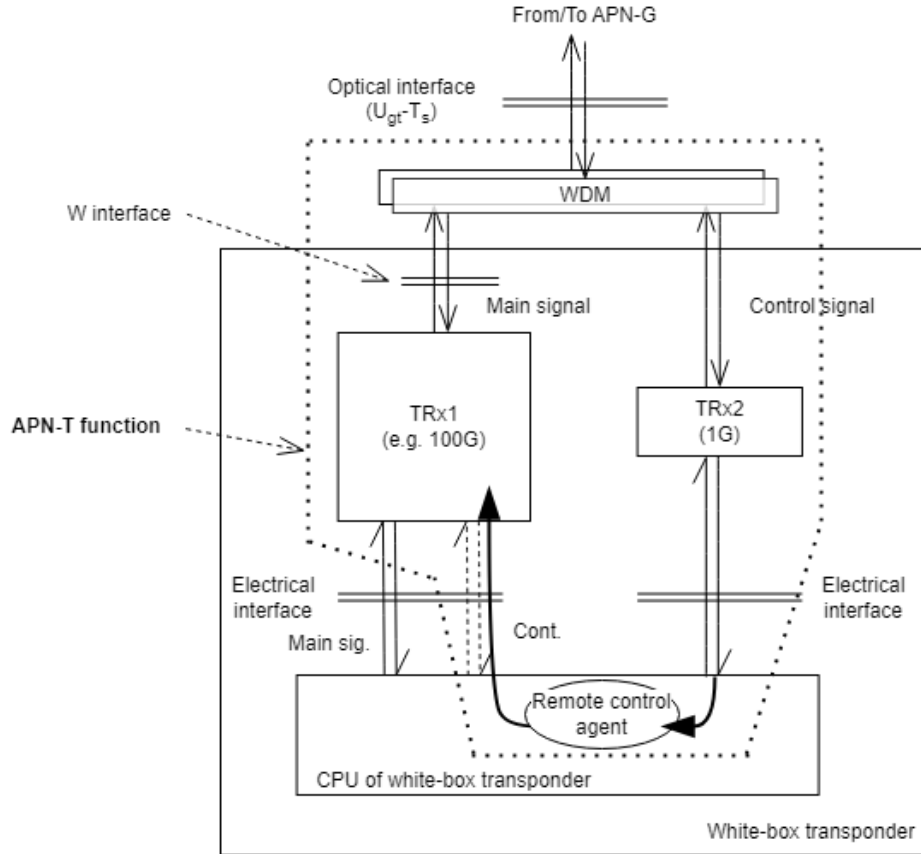 From/To APN-G
Optical interface
(Ugt-Ts)
WDM
W interface
Main signal
Control signal
TRx1
(e.g. 100G)
TRx2
(1G)
APN-T function
Electrical
interface
Electrical
interface
Main sig.
Cont.
Remote control
agent
CPU of white-box transponder
White-box transponder